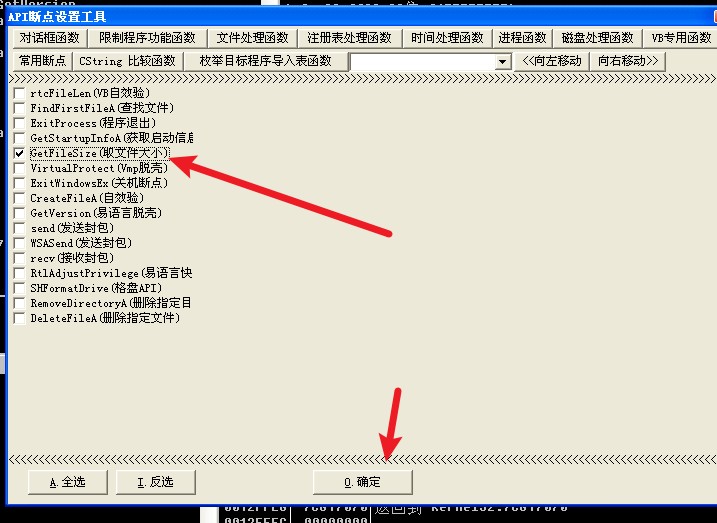 API断点设置工具
对话框函数 限制程序功能函数 文件处理函数 注册表处理函数 时间处理函数 进程函数 磁盘处理函数 VB专用函数
常用断点 CString 比较函数 枚举目标程序导入表函数 <<向左移动 向右移动>>
rtcFileLen(VB自效验)
FindFirstFileA(查找文件)
ExitProcess(程序退出)
GetStartupInfoA(获取启动信息
GetFileSize(取文件大小)
VirtualProtect(Vmp脱壳)
ExitWindowsEx(关机断点)
CreateFileA(自效验)
GetVersion(易语言脱壳)
send(发送封包)
WSASend(发送封包)
recv(接收封包)
RtlAdjustPrivilege(易语言快
SHFormatDrive(格盘API)
RemoveDirectoryA(删除指定目
DeleteFileA(删除指定文件)
A.全选 I.反选 O.确定
返回到 kernel32.7C817070